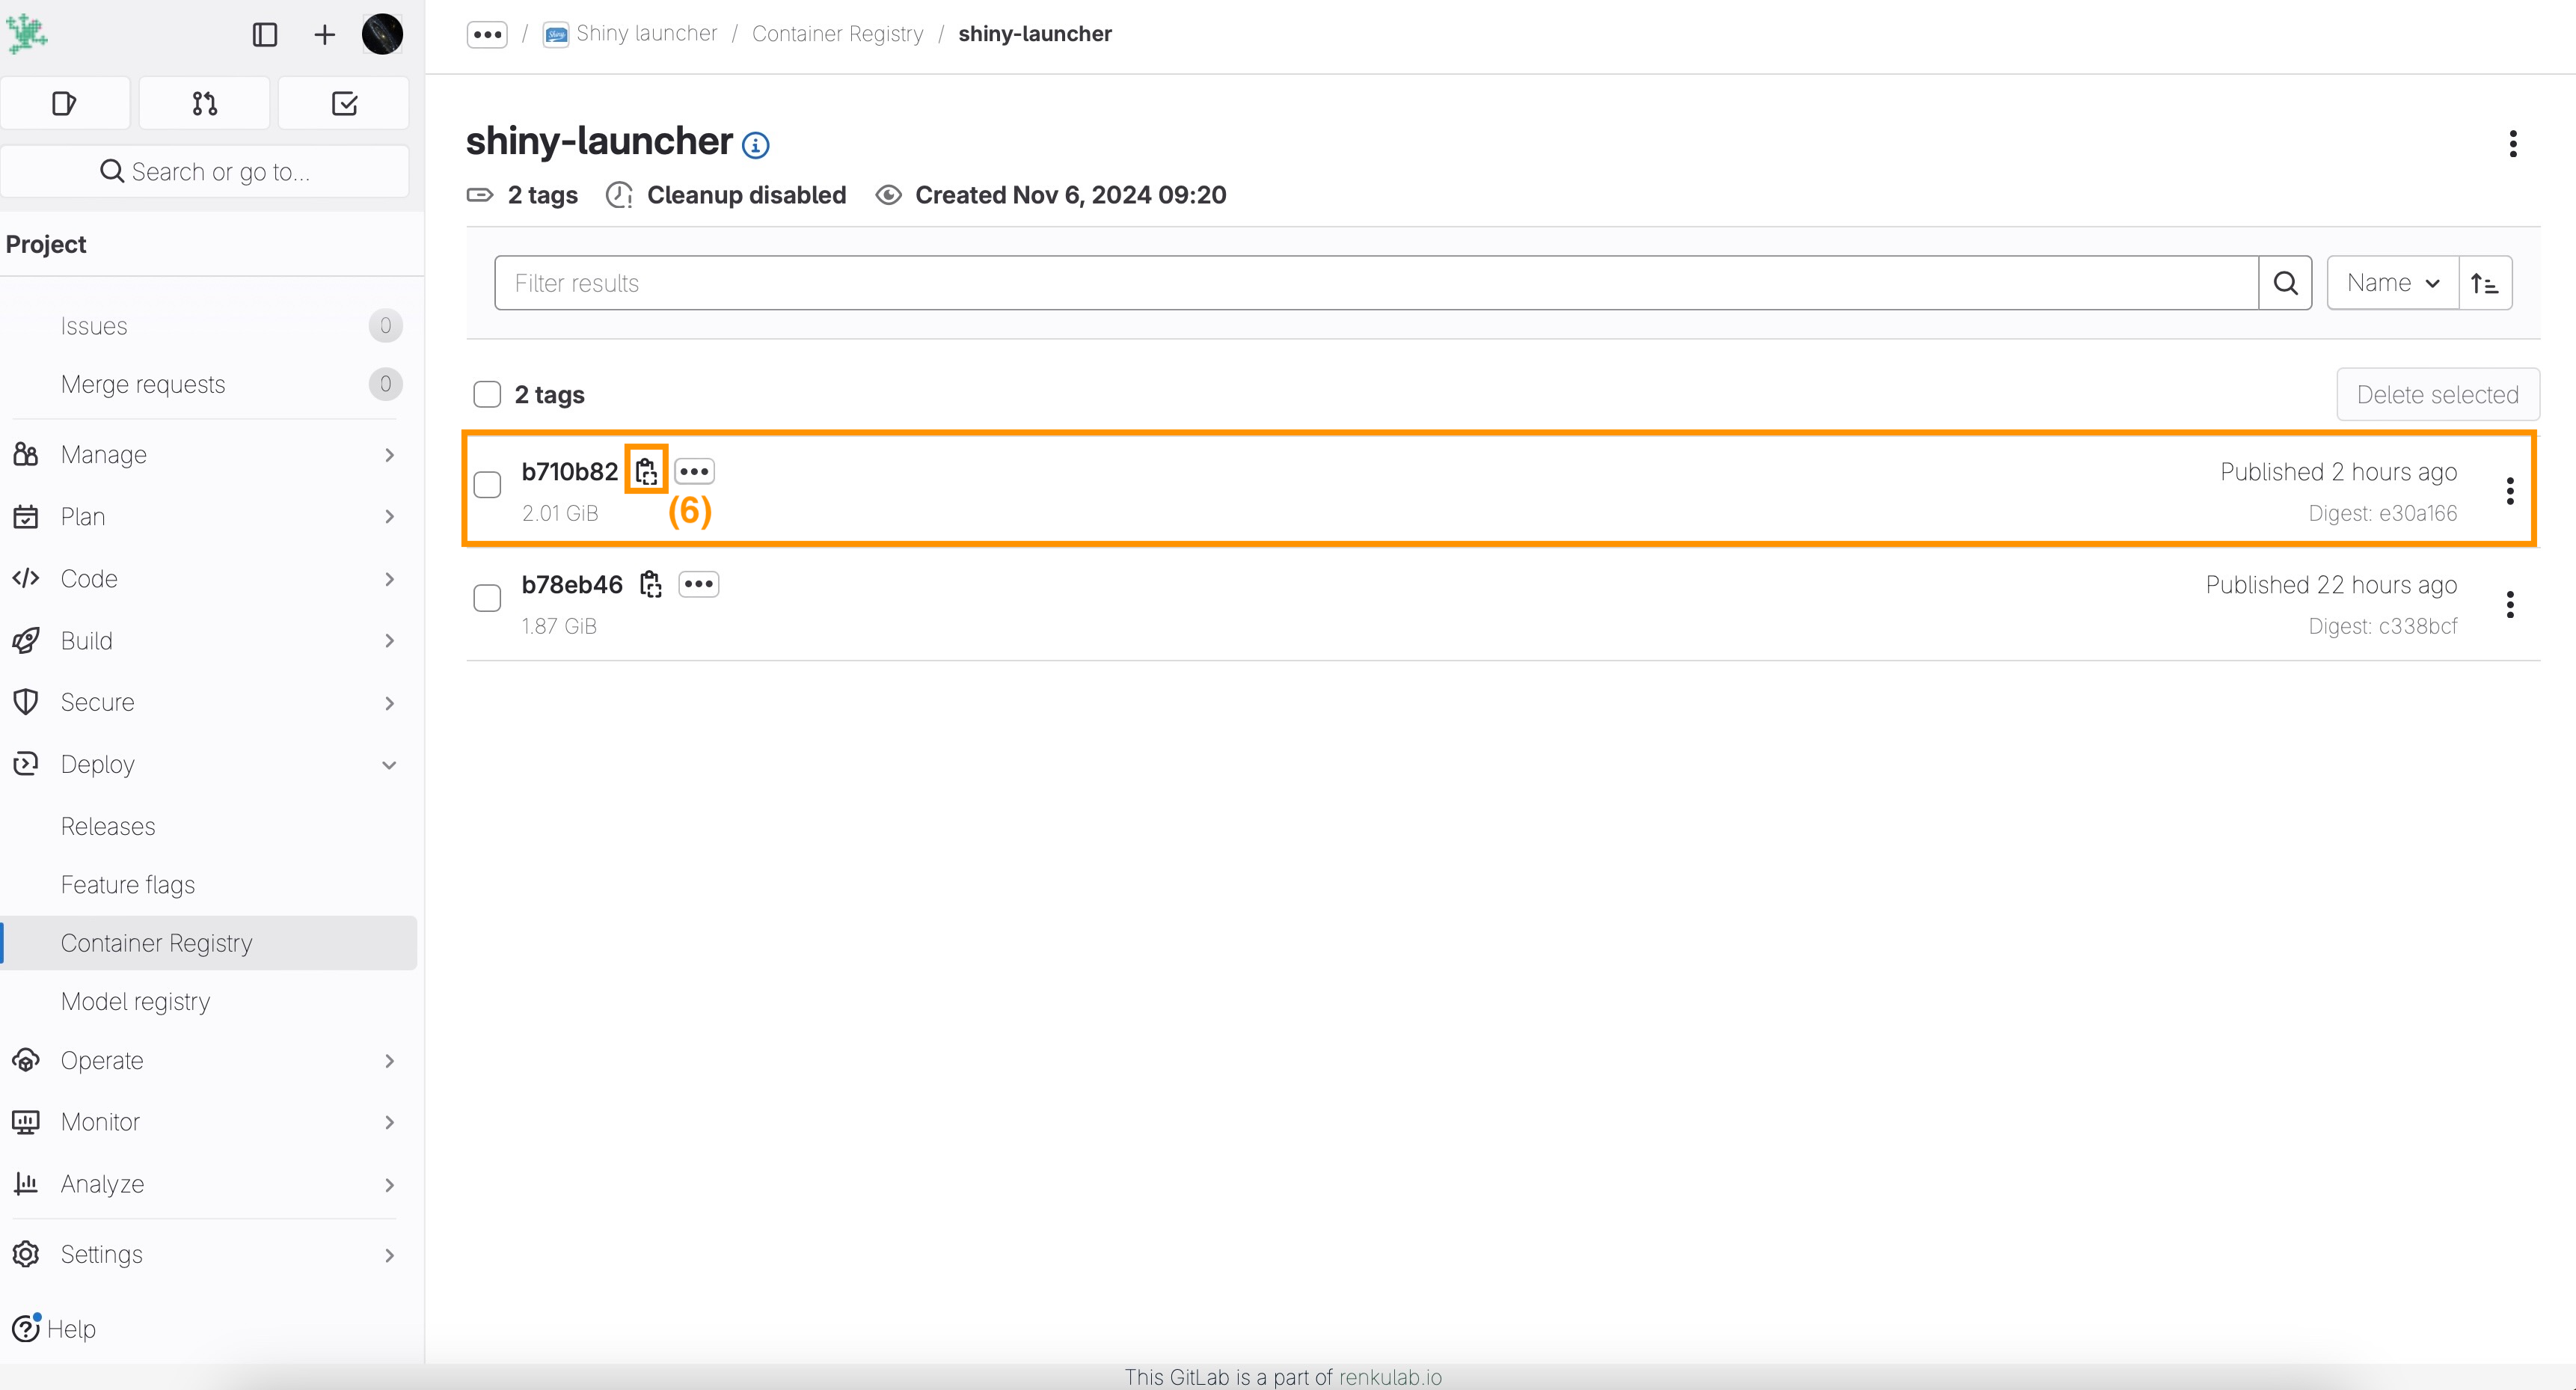 Search or go to...
Project
Issues 0
Merge requests 0
Manage
Plan
Code
Build
Secure
Deploy
Releases
Feature flags
Container Registry
Model registry
Operate
Monitor
Analyze
Settings
Help
/ Shiny launcher / Container Registry / shiny-launcher
shiny-launcher
2 tags Cleanup disabled Created Nov 6, 2024 09:20
Filter results
Name
2 tags
Delete selected
b710b82
Published 2 hours ago
2.01 GiB
(6)
Digest: e30a166
b78eb46
Published 22 hours ago
1.87 GiB
Digest: c338bcf
This GitLab is a part of renkulab.io